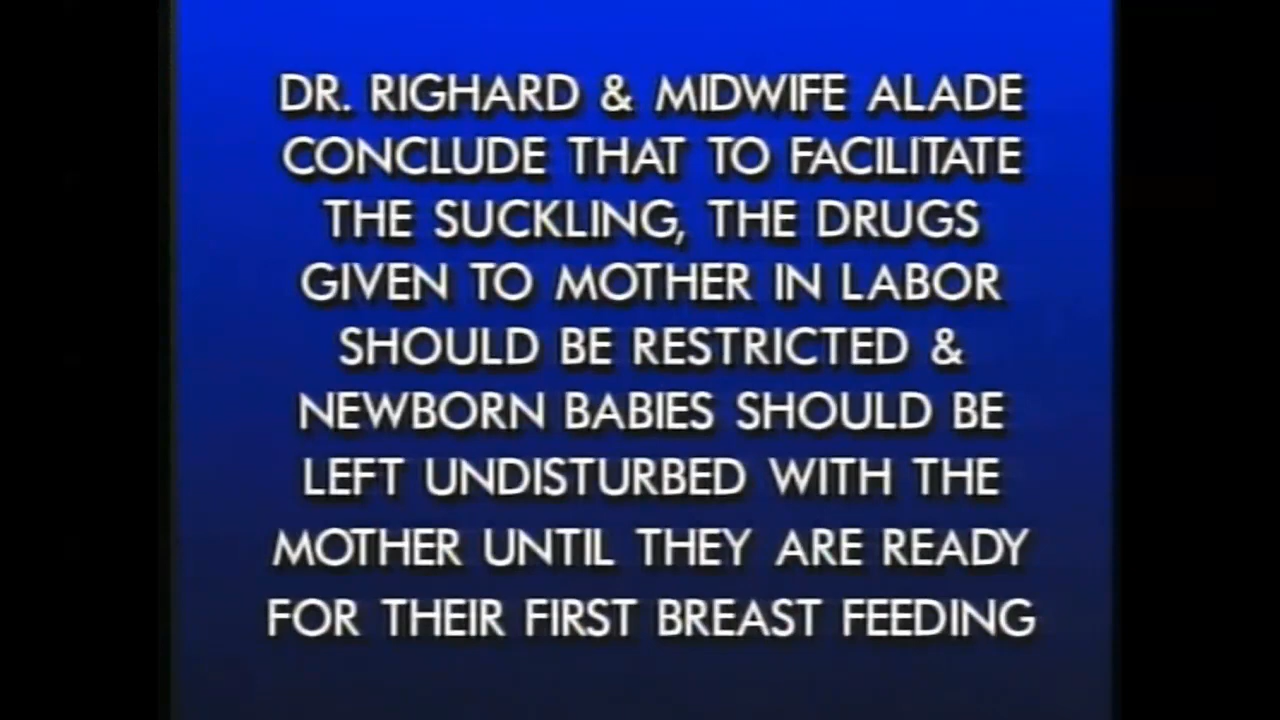 DR. RIGHARD & MIDWIFE ALADE
CONCLUDE THAT TO FACILITATE
THE SUCKLING, THE DRUGS
GIVEN TO MOTHER IN LABOR
SHOULD BE RESTRICTED &
NEWBORN BABIES SHOULD BE
LEFT UNDISTURBED WITH THE
MOTHER UNTIL THEY ARE READY
FOR THEIR FIRST BREAST FEEDING